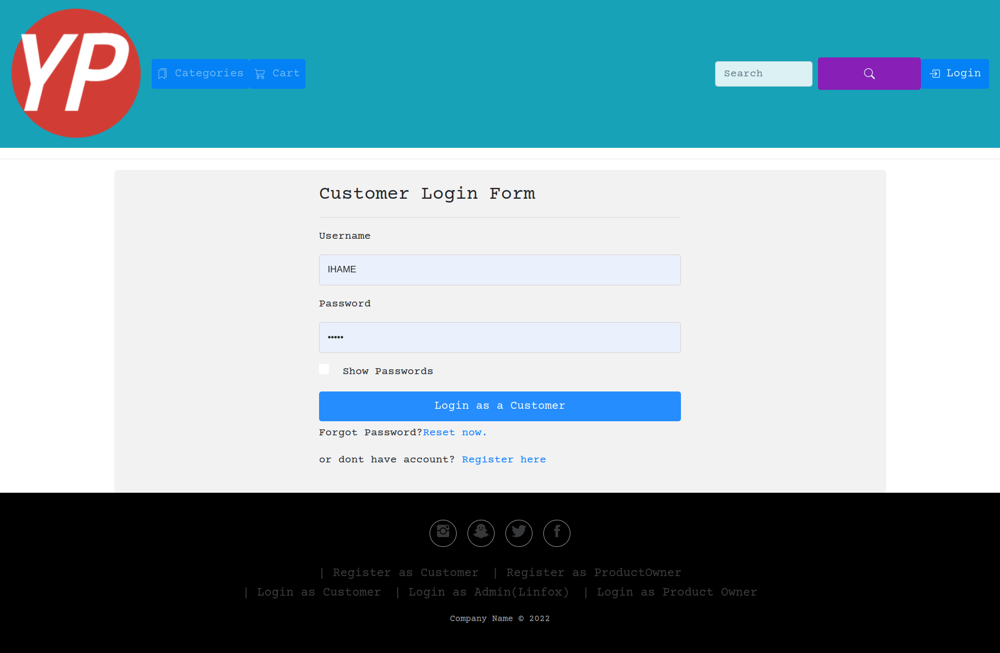 YP
Categories Cart
Search
Login
Customer Login Form
Username
IHAME
Password
•••••
Show Passwords
Login as a Customer
Forgot Password?Reset now.
or dont have account? Register here
| Register as Customer | Register as ProductOwner
| Login as Customer | Login as Admin(Linfox) | Login as Product Owner
Company Name © 2022